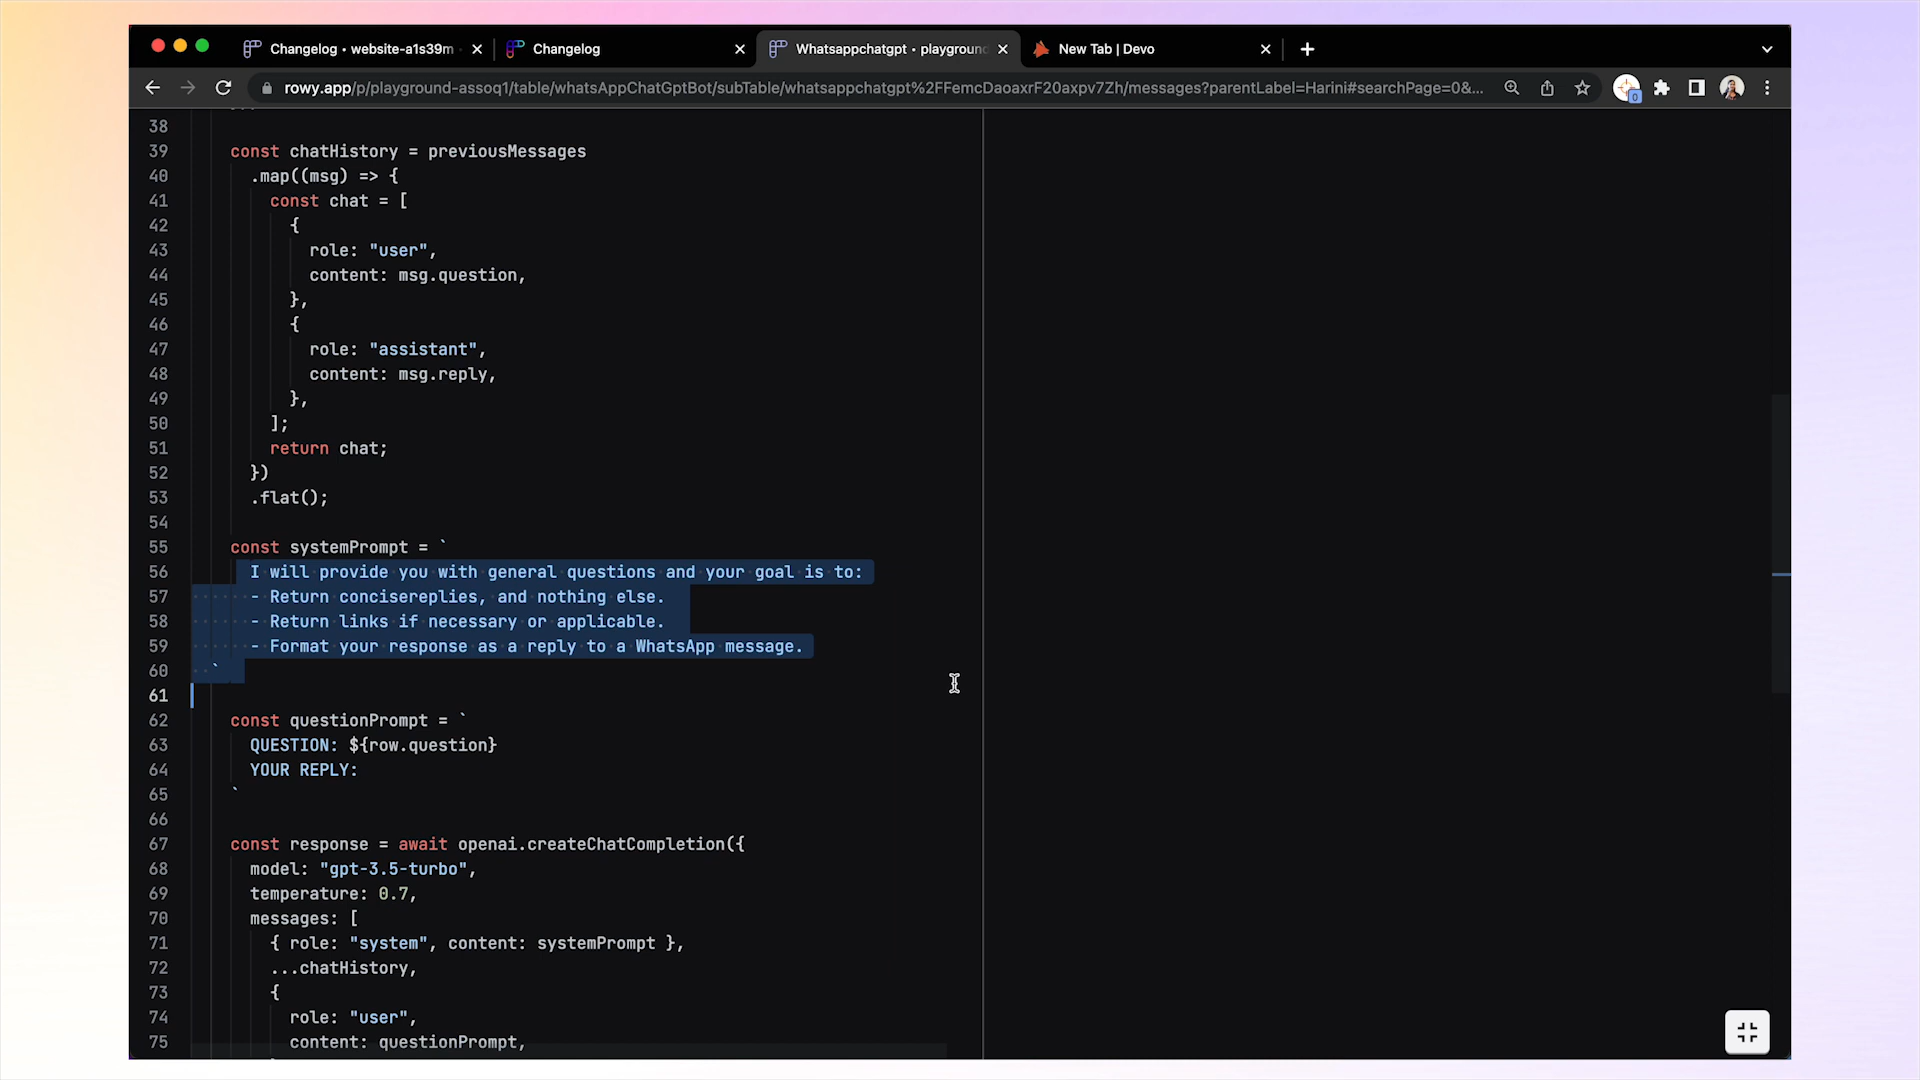 Changelog • website-a1s39m
Changelog
Whatsappchatgpt • playground
New Tab | Devo
rowy.app/p/playground-assoq1/table/whatsAppChatGptBot/subTable/whatsappchatgpt%2FFemcDaoaxrF20axpv7Zh/messages?parentLabel=Harini#searchPage=0&...
0
38
39 const chatHistory = previousMessages
40 .map((msg) => {
41 const chat = [
42 {
43 role: "user",
44 content: msg.question,
45 },
46 {
47 role: "assistant",
48 content: msg.reply,
49 },
50 ];
51 return chat;
52 })
53 .flat();
54
55 const systemPrompt = `
56 I will provide you with general questions and your goal is to:
57 - Return concisereplies, and nothing else.
58 - Return links if necessary or applicable.
59 - Format your response as a reply to a WhatsApp message.
60 `
61
62 const questionPrompt = `
63 QUESTION: ${row.question}
64 YOUR REPLY:
65 `
66
67 const response = await openai.createChatCompletion({
68 model: "gpt-3.5-turbo",
69 temperature: 0.7,
70 messages: [
71 { role: "system", content: systemPrompt },
72 ...chatHistory,
73 {
74 role: "user",
75 content: questionPrompt,